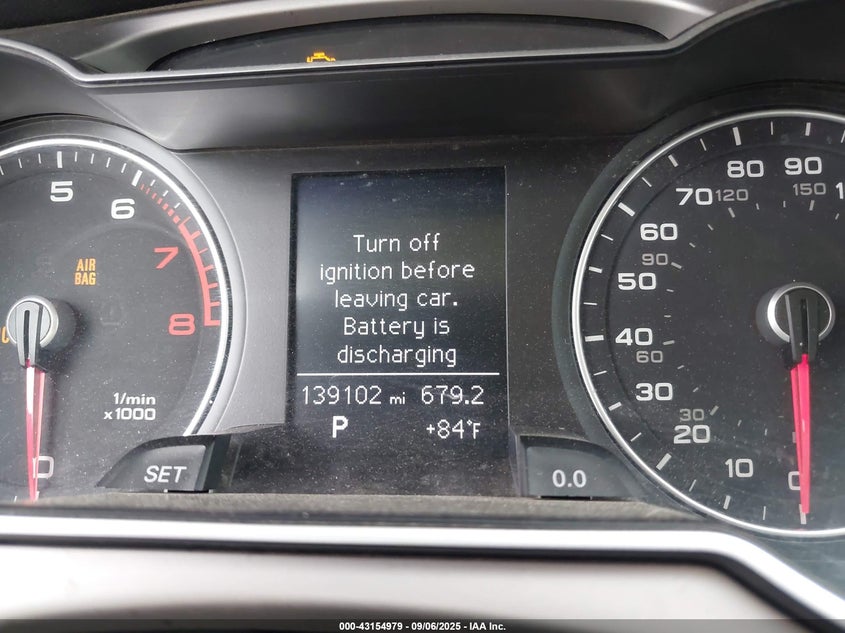 5
6
7
8
AIR
BAG
1/min
x1000
0
SET
Turn off
ignition before
leaving car.
Battery is
discharging
139102 mi 679.2
P +84°F
0.0
0
10
20
30
30
40
50
60
60
70
80
90
90
120
150
000-43154979 - 09/06/2025 - IAA Inc.